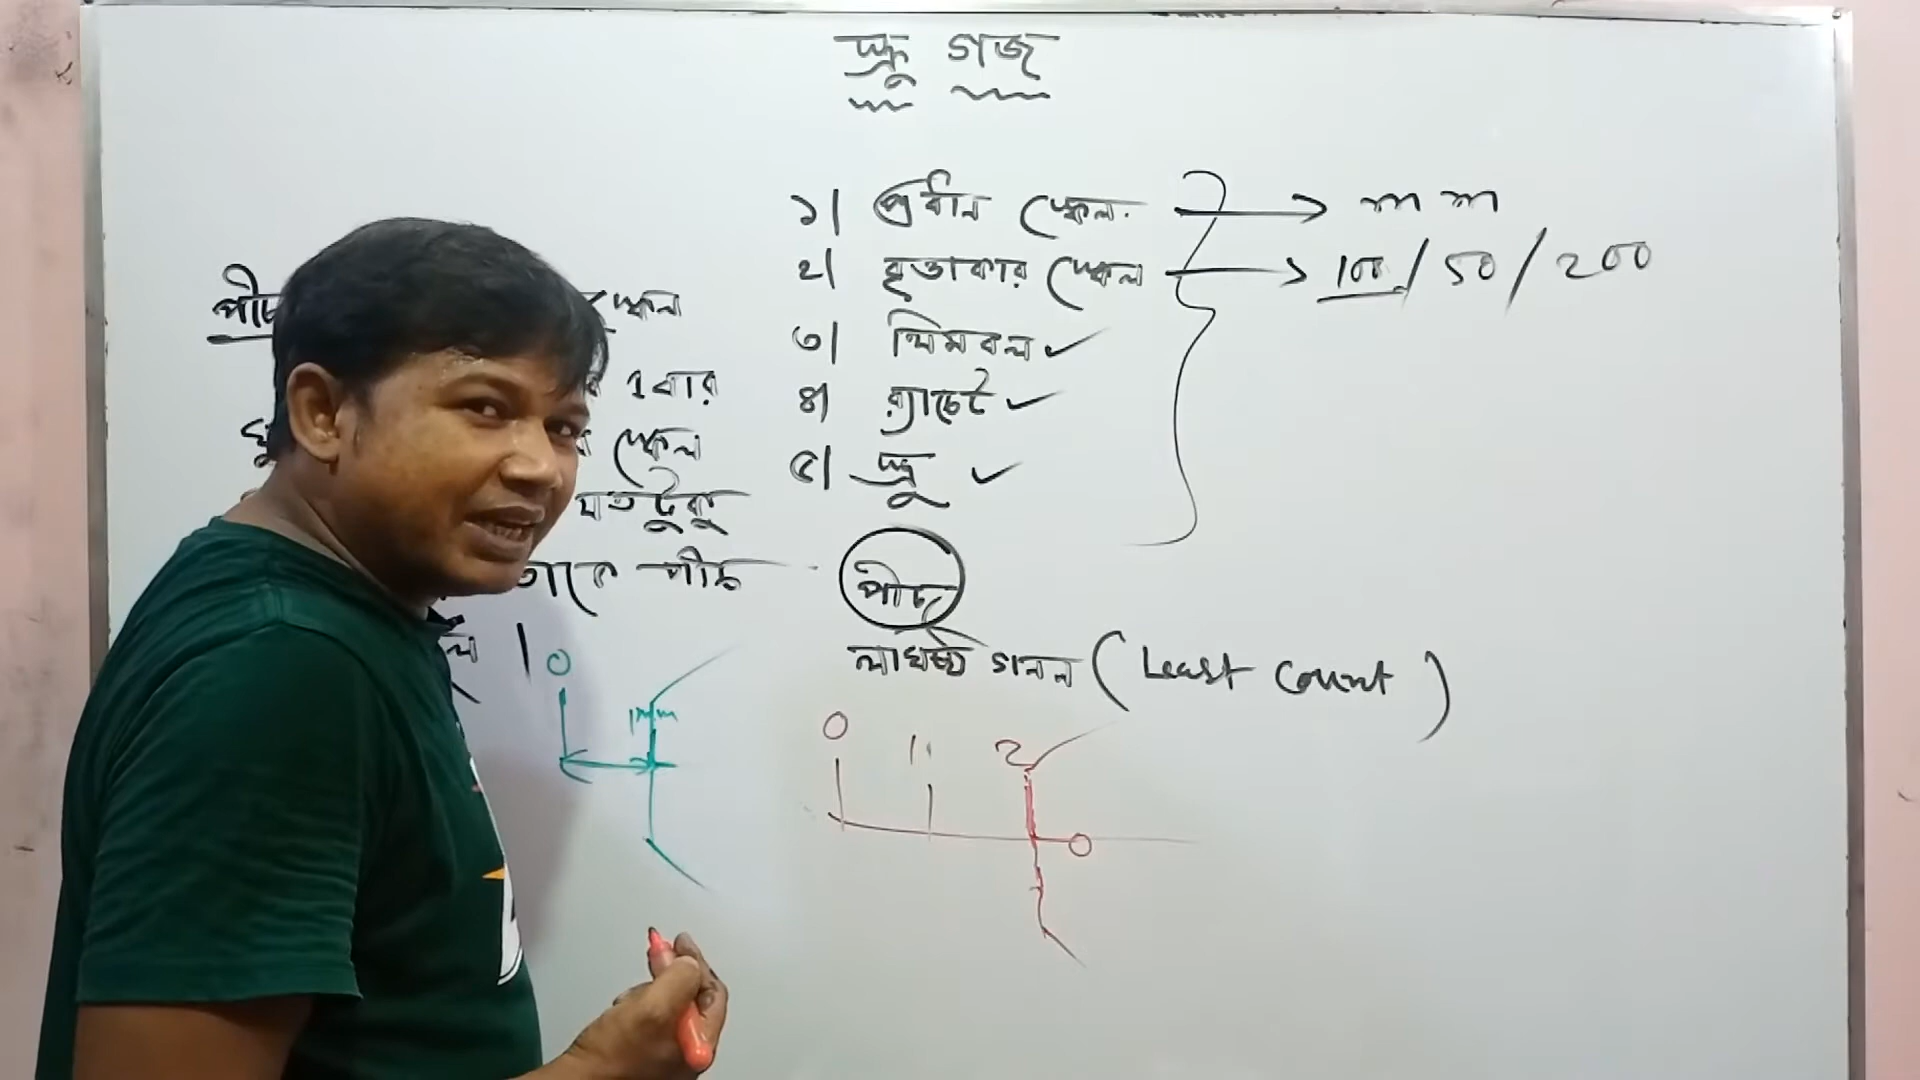 স্ক্রু গজ
১| প্রধান স্কেল → mm
২| বৃত্তাকার স্কেল → 100 / 50 / 200
৩| থিমবল ✓
৪| র‍্যাচেট ✓
৫| স্ক্রু ✓
পীচ
লঘিষ্ঠ গনন (Least Count)
0 1 2
0
স্কেল
1বার
স্কেল
যতটুকু
তাকে পীচ
0
1mm